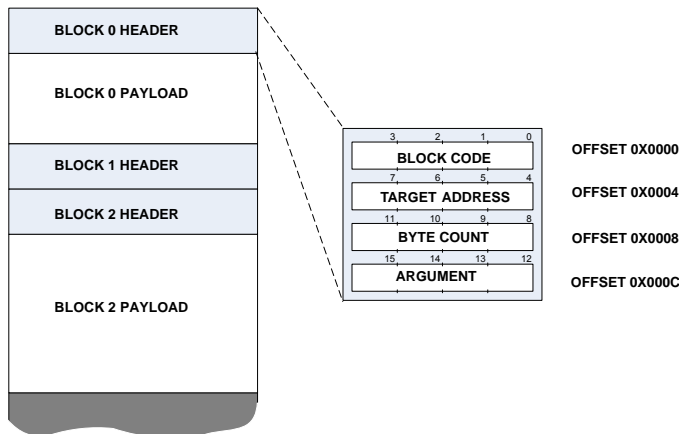 BLOCK 0 HEADER
BLOCK 0 PAYLOAD
BLOCK 1 HEADER
BLOCK 2 HEADER
BLOCK 2 PAYLOAD
3 2 1 0
BLOCK CODE
OFFSET 0X0000
7 6 5 4
TARGET ADDRESS
OFFSET 0X0004
11 10 9 8
BYTE COUNT
OFFSET 0X0008
15 14 13 12
ARGUMENT
OFFSET 0X000C